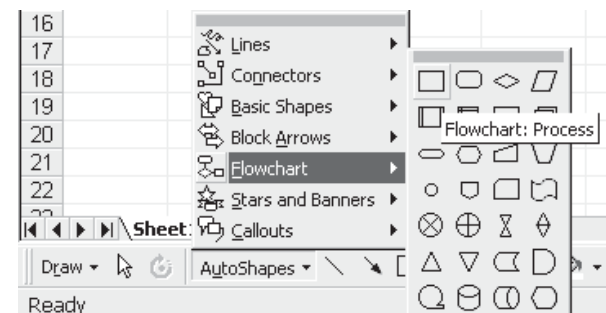 16
17
18
19
20
21
22
Lines
Connectors
Basic Shapes
Block Arrows
Flowchart
Stars and Banners
Callouts
Flowchart: Process
Sheet
Draw
AutoShapes
Ready